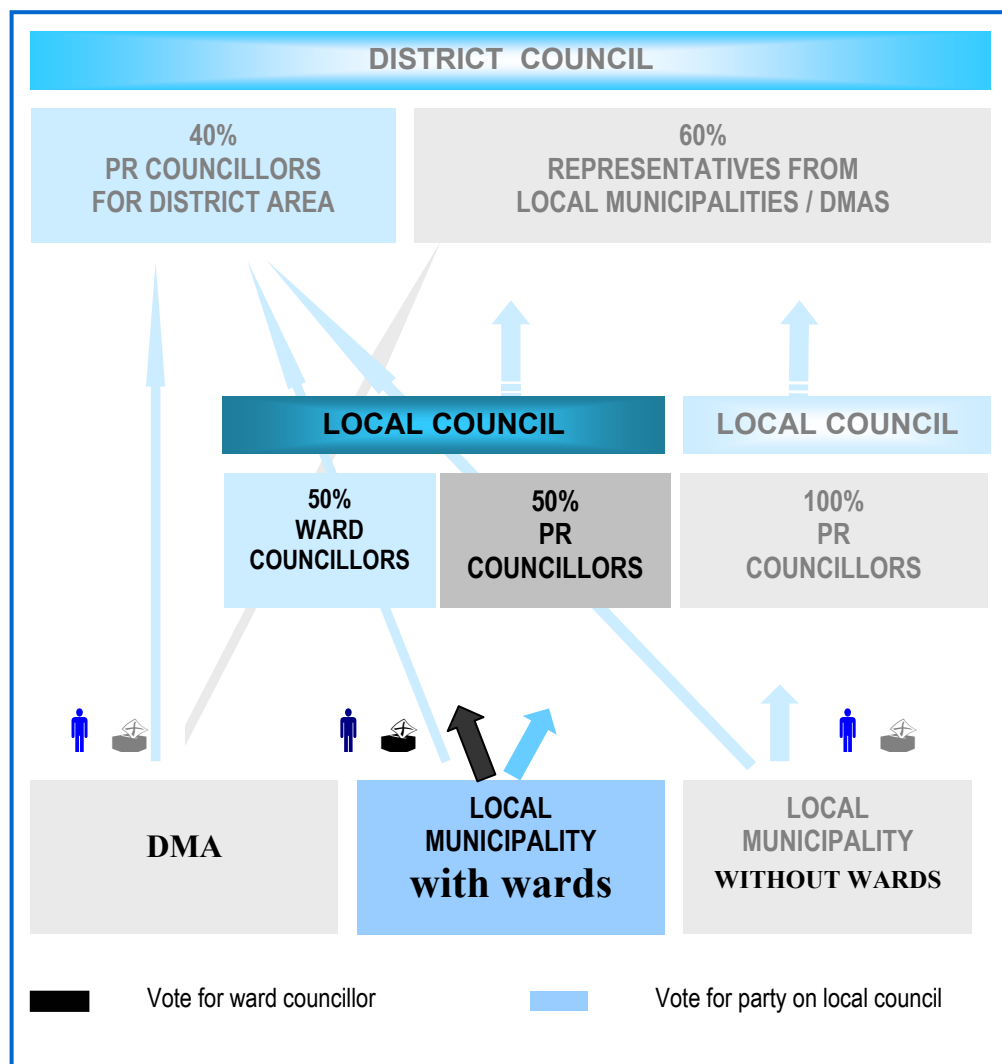 DISTRICT COUNCIL
40%
PR COUNCILLORS
FOR DISTRICT AREA
60%
REPRESENTATIVES FROM
LOCAL MUNICIPALITIES / DMAS
LOCAL COUNCIL
LOCAL COUNCIL
50%
WARD
COUNCILLORS
50%
PR
COUNCILLORS
100%
PR
COUNCILLORS
DMA
LOCAL
MUNICIPALITY
with wards
LOCAL
MUNICIPALITY
WITHOUT WARDS
Vote for ward councillor
Vote for party on local council